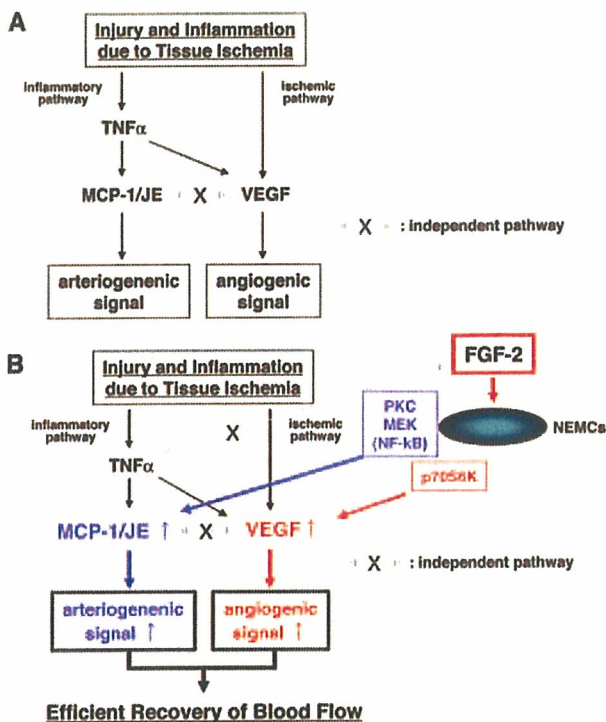 A
Injury and Inflammation
due to Tissue Ischemia
inflammatory
pathway
ischemic
pathway
TNFα
MCP-1/JE X VEGF
X : independent pathway
arteriogenenic
signal
angiogenic
signal
B
Injury and Inflammation
due to Tissue Ischemia
FGF-2
inflammatory
pathway
X
ischemic
pathway
PKC
MEK
(NF-kB)
NEMCs
TNFα
p70S6K
MCP-1/JE ↑ X VEGF ↑
X : independent pathway
arteriogenenic
signal ↑
angiogenic
signal ↑
Efficient Recovery of Blood Flow